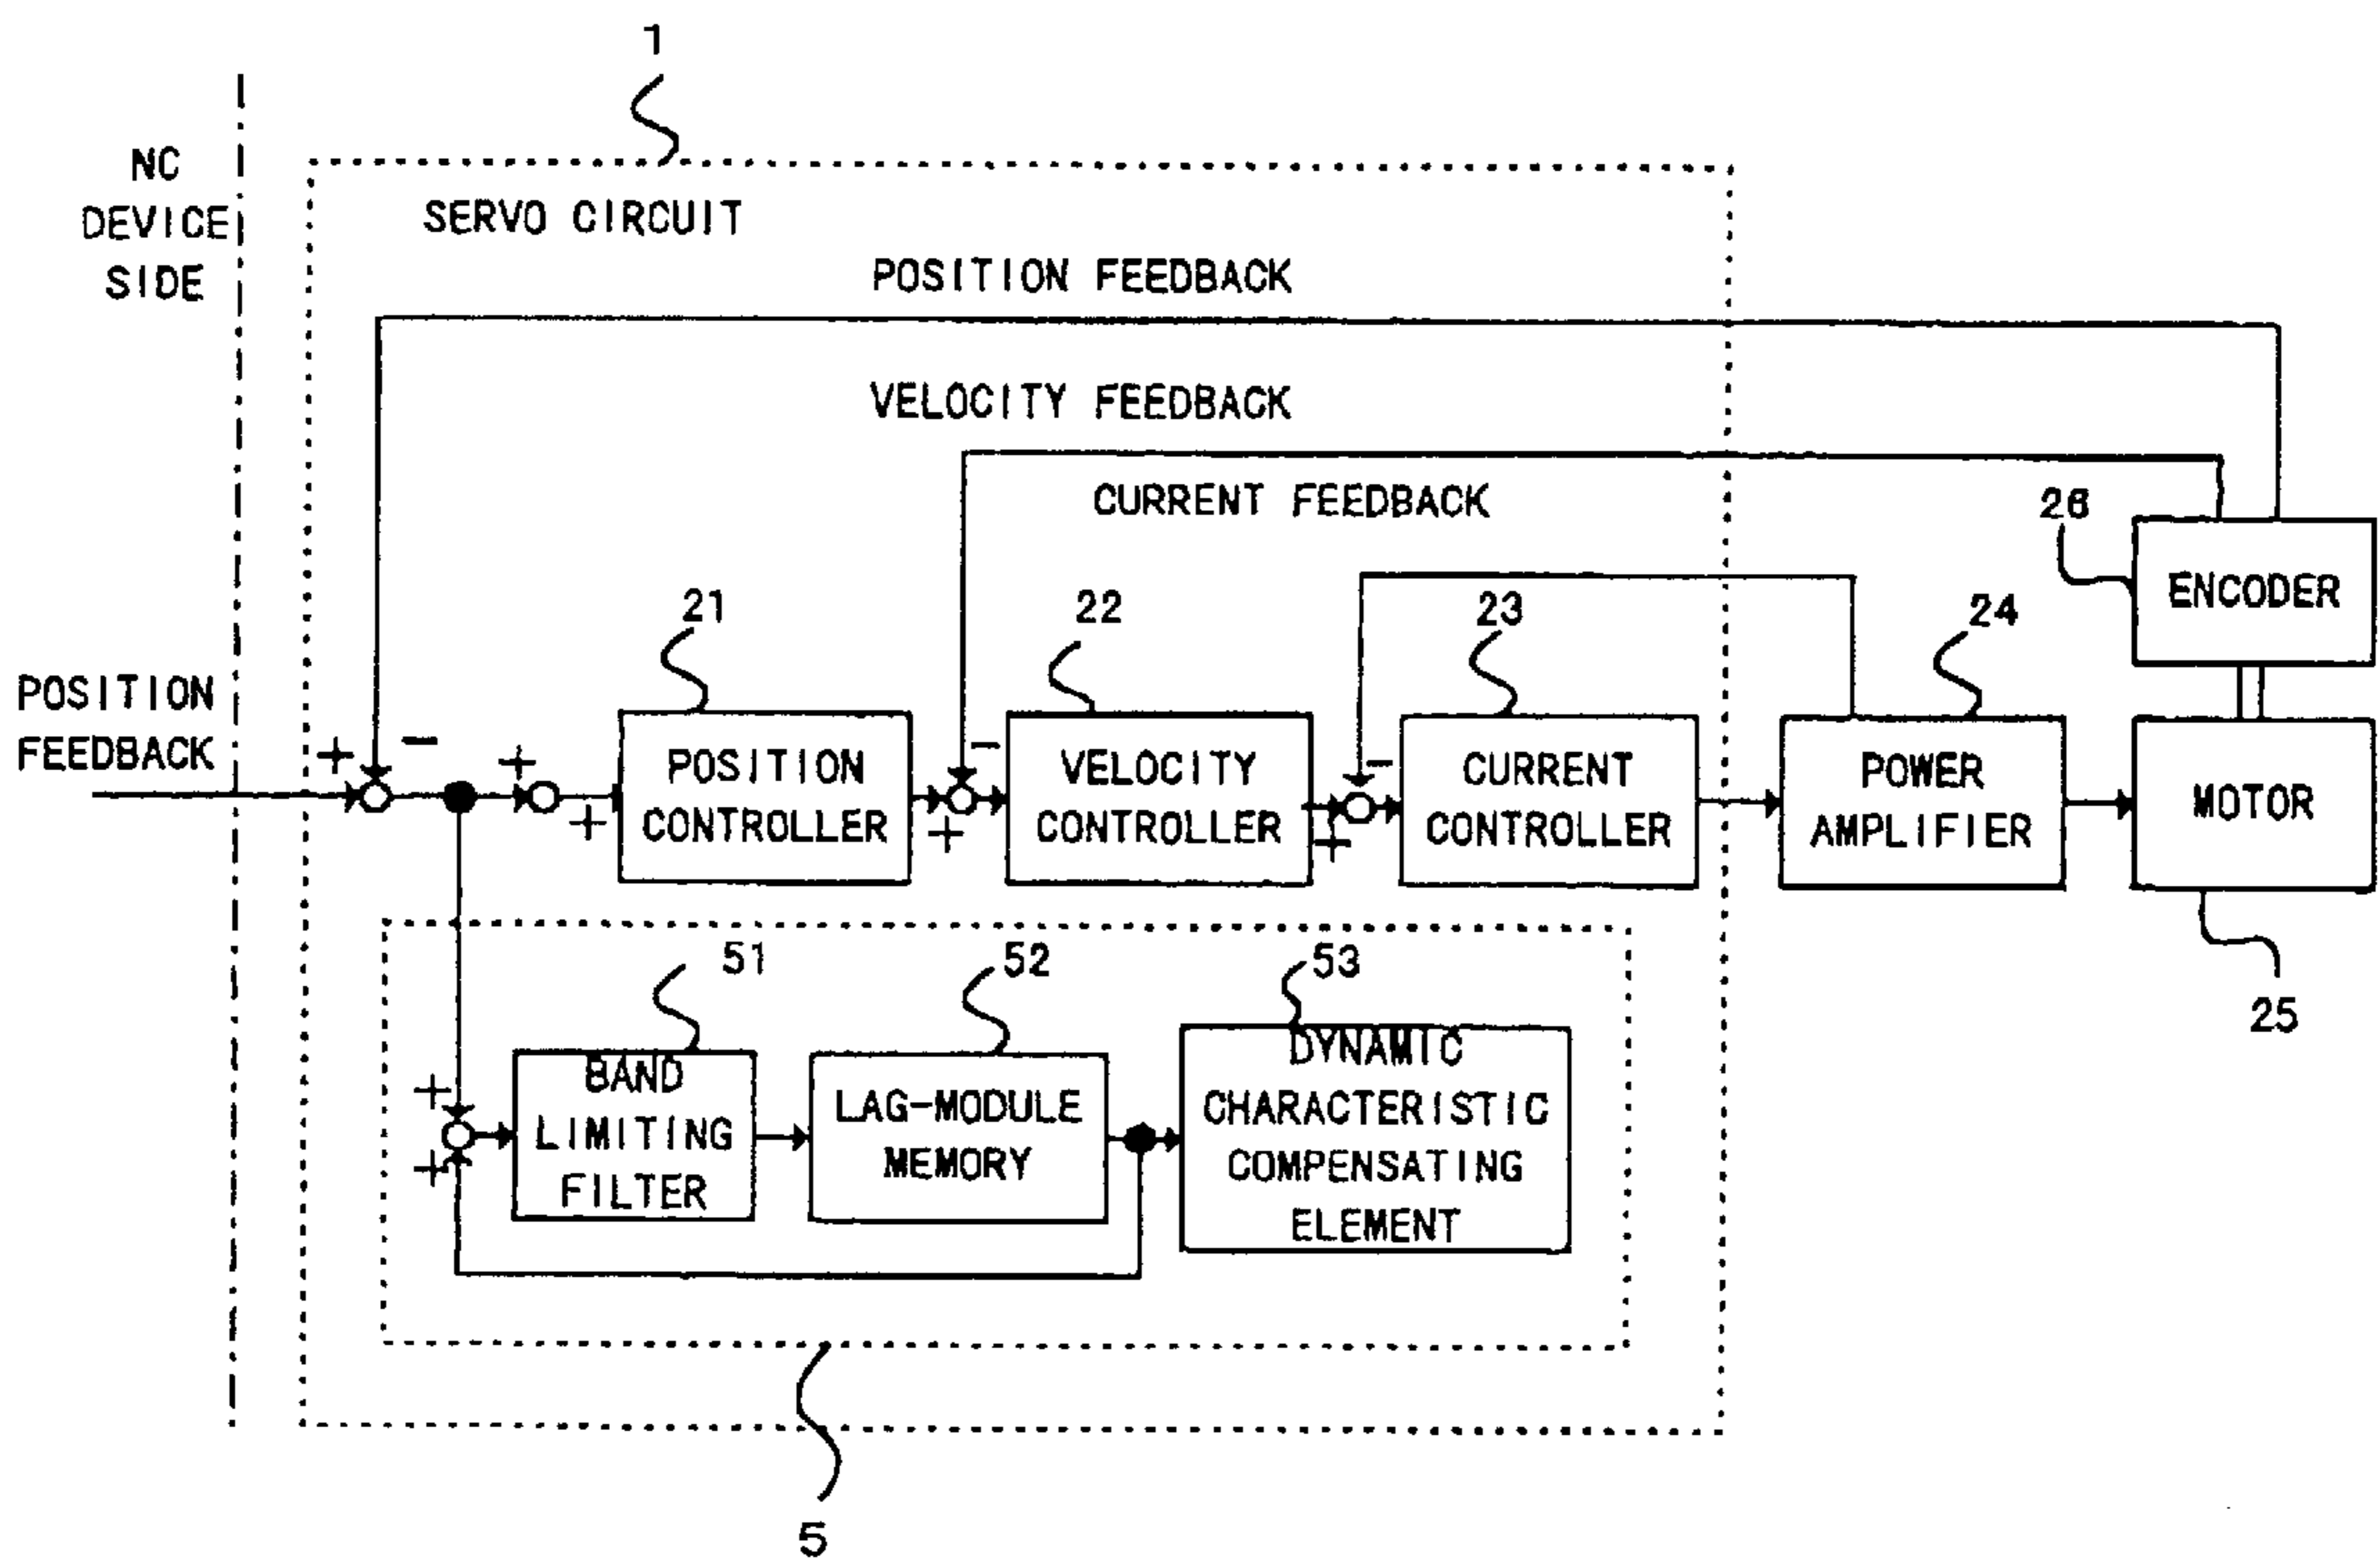 1
NC
DEVICE
SIDE
SERVO CIRCUIT
POSITION FEEDBACK
VELOCITY FEEDBACK
CURRENT FEEDBACK
26
ENCODER
21
22
23
24
POSITION
FEEDBACK
+
-
+
+
POSITION
CONTROLLER
-
+
VELOCITY
CONTROLLER
-
+
CURRENT
CONTROLLER
POWER
AMPLIFIER
MOTOR
25
51
52
53
+
+
BAND
LIMITING
FILTER
LAG-MODULE
MEMORY
DYNAMIC
CHARACTERISTIC
COMPENSATING
ELEMENT
5